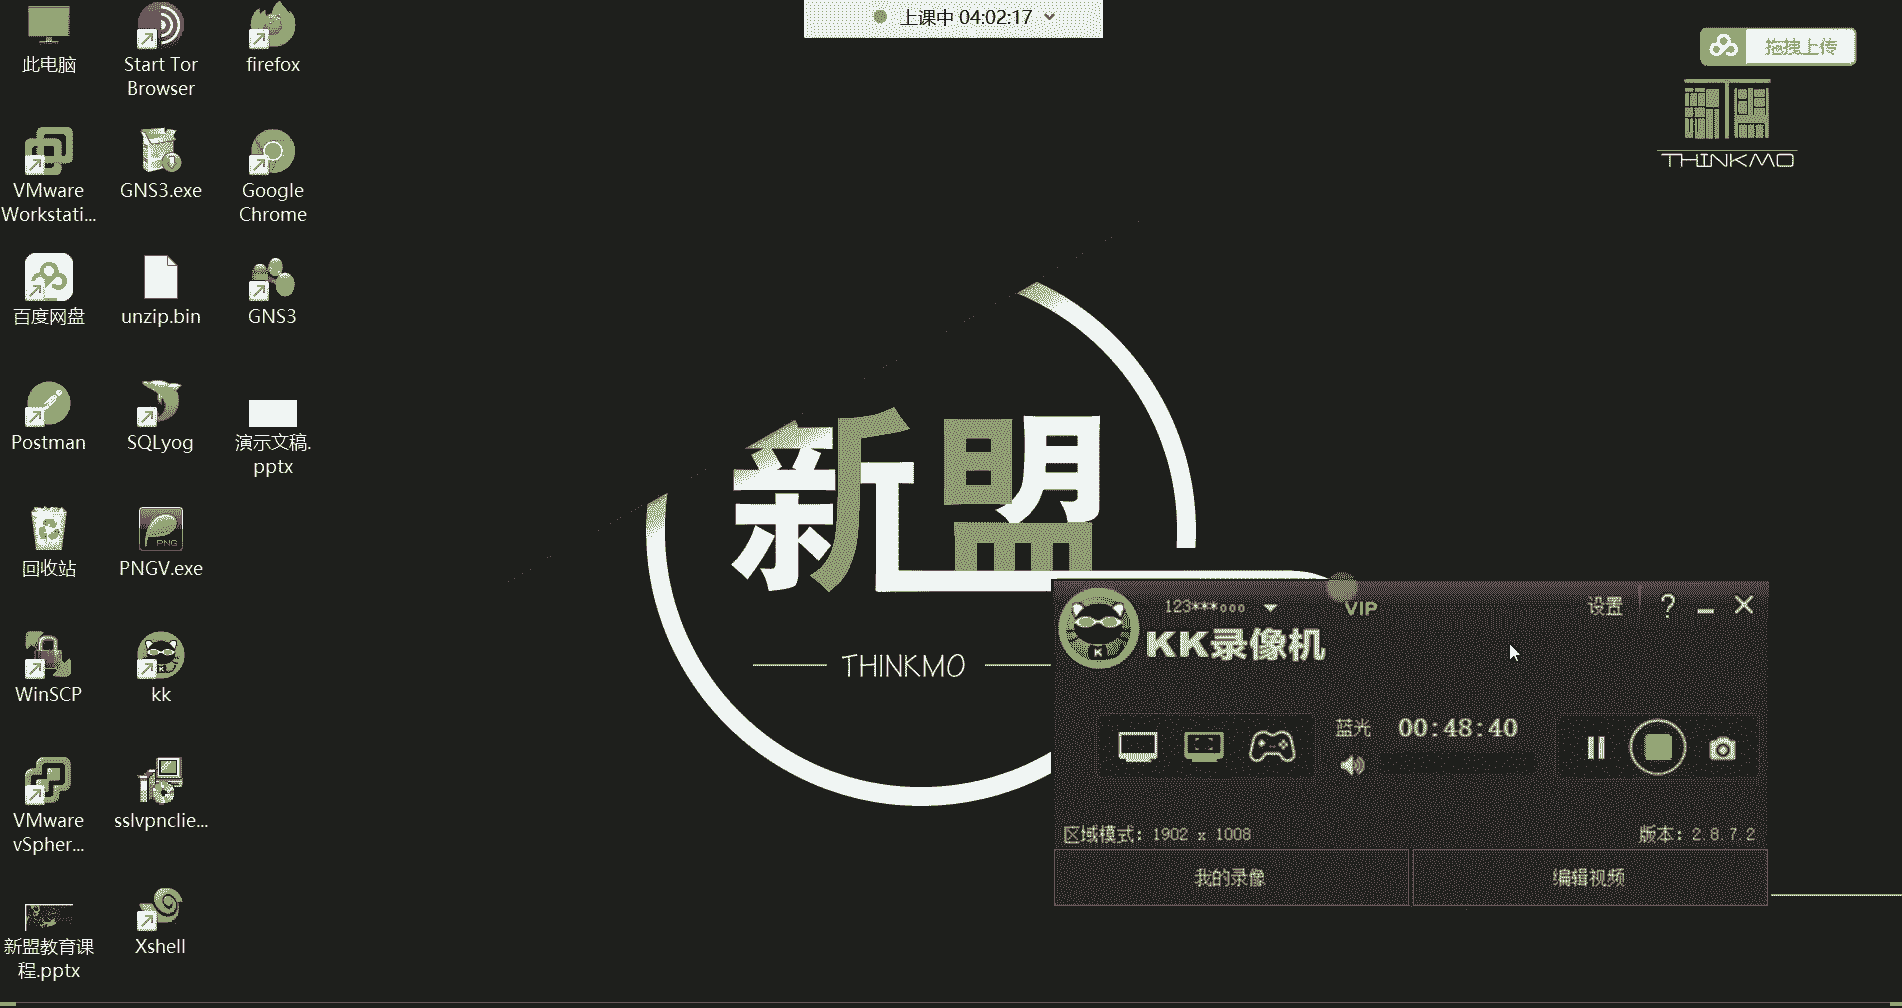 上课中 04:02:17
拖拽上传
THINKMO
此电脑
Start Tor
Browser
firefox
VMware
Workstati...
GNS3.exe
Google
Chrome
百度网盘
unzip.bin
GNS3
Postman
SQLyog
演示文稿.
pptx
回收站
PNG
PNGV.exe
WinSCP
kk
VMware
vSpher...
sslvpnclie...
新盟教育课
程.pptx
Xshell
新盟
THINKMO
123***ooo
VIP
设置
?
K
KK录像机
蓝光
00:48:40
区域模式: 1902 x 1008
版本: 2.8.7.2
我的录像
编辑视频